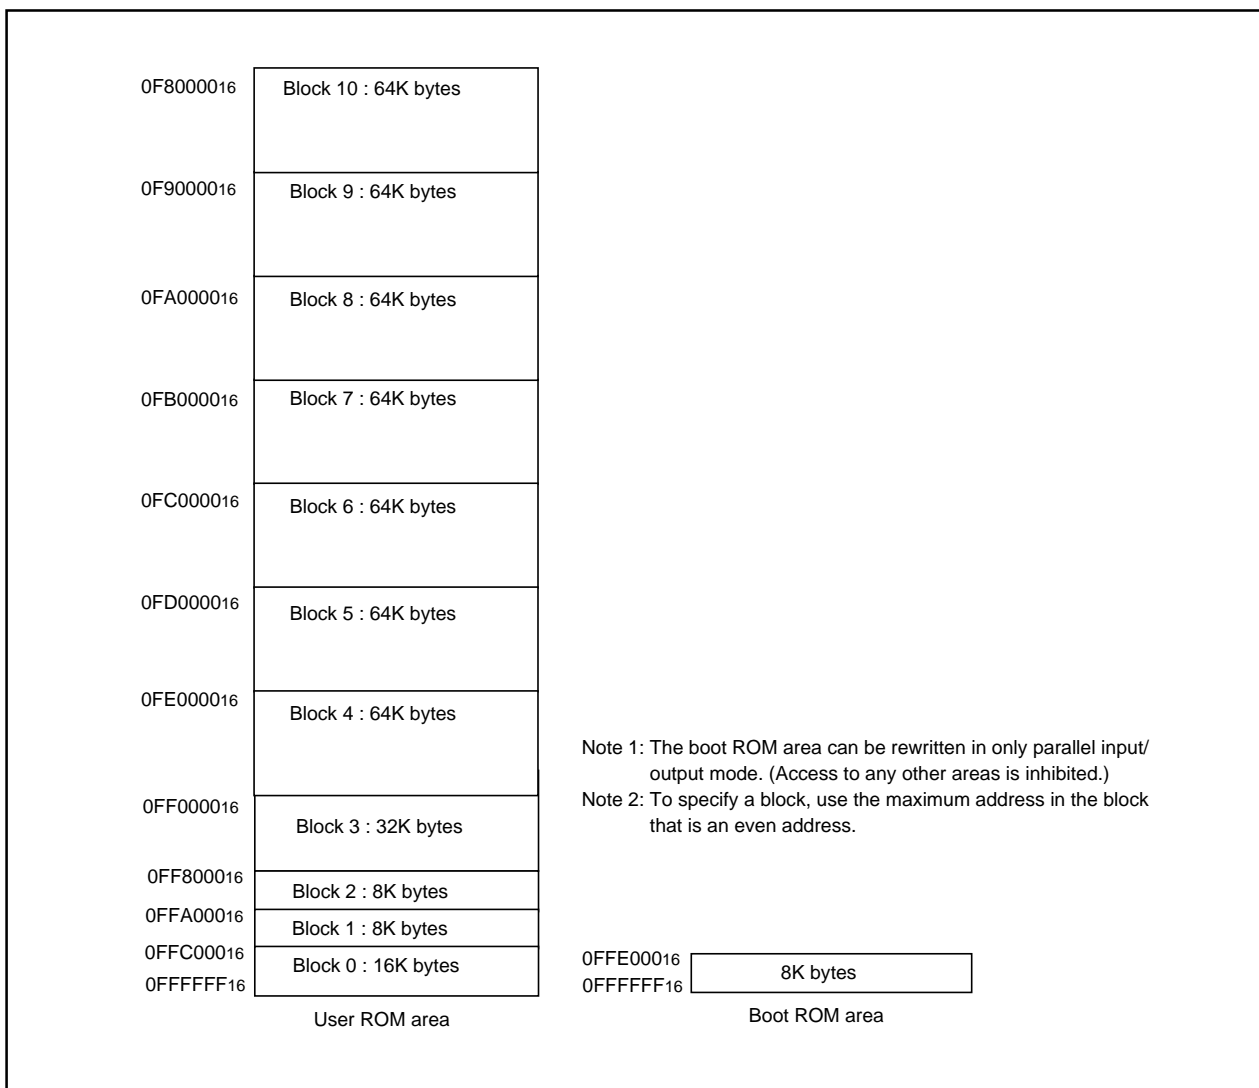 0F8000016 Block 10 : 64K bytes
0F9000016 Block 9 : 64K bytes
0FA000016 Block 8 : 64K bytes
0FB000016 Block 7 : 64K bytes
0FC000016 Block 6 : 64K bytes
0FD000016 Block 5 : 64K bytes
0FE000016 Block 4 : 64K bytes
0FF000016 Block 3 : 32K bytes
0FF800016 Block 2 : 8K bytes
0FFA00016 Block 1 : 8K bytes
0FFC00016 Block 0 : 16K bytes
0FFFFFF16
User ROM area
Note 1: The boot ROM area can be rewritten in only parallel input/
output mode. (Access to any other areas is inhibited.)
Note 2: To specify a block, use the maximum address in the block
that is an even address.
0FFE00016 8K bytes
0FFFFFF16
Boot ROM area